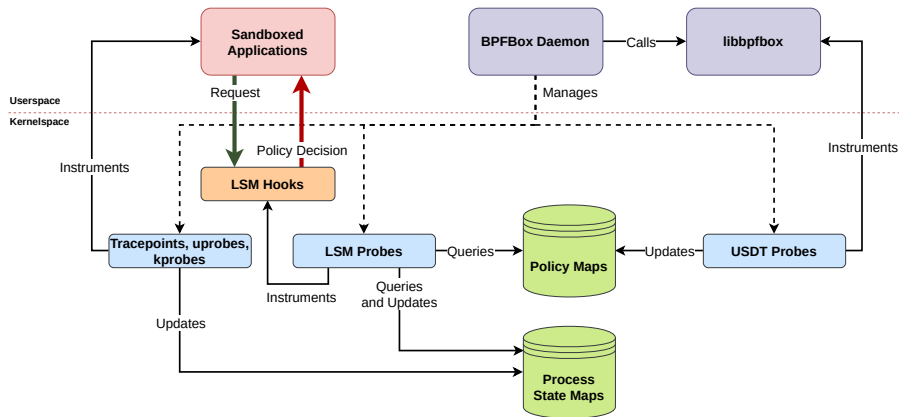 Sandboxed
Applications
BPFBox Daemon
Calls
libbpfbox
Request
Manages
Userspace
Kernelspace
Policy Decision
Instruments
Instruments
LSM Hooks
Tracepoints, uprobes,
kprobes
LSM Probes
Queries
Policy Maps
Updates
USDT Probes
Instruments
Queries
and Updates
Updates
Process
State Maps